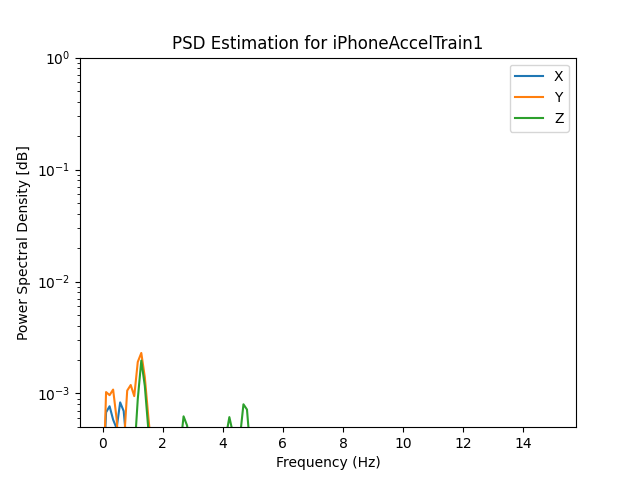 PSD Estimation for iPhoneAccelTrain1
X
Y
Z
10⁰
10⁻¹
10⁻²
10⁻³
Power Spectral Density [dB]
0 2 4 6 8 10 12 14
Frequency (Hz)